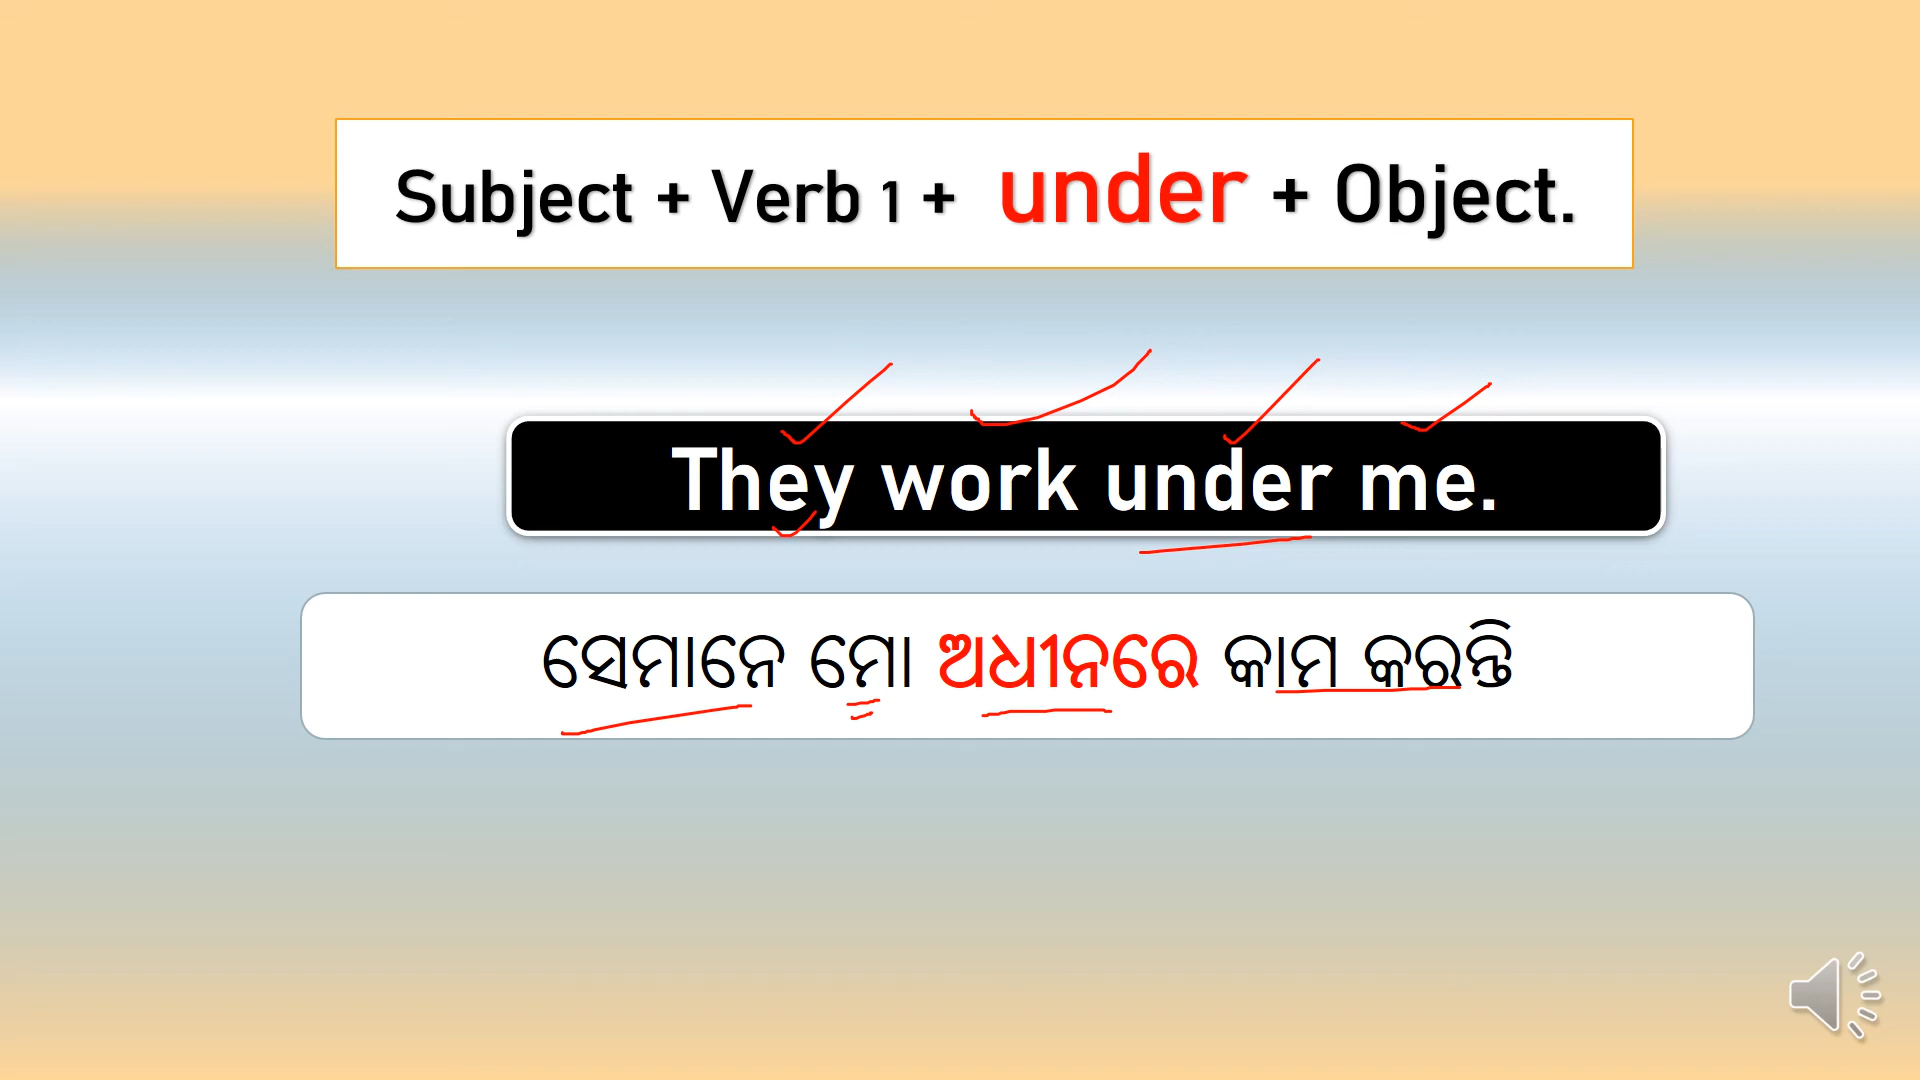 Subject + Verb 1 + under + Object.
They work under me.
ସେମାନେ ମୋ ଅଧୀନରେ କାମ କରନ୍ତି